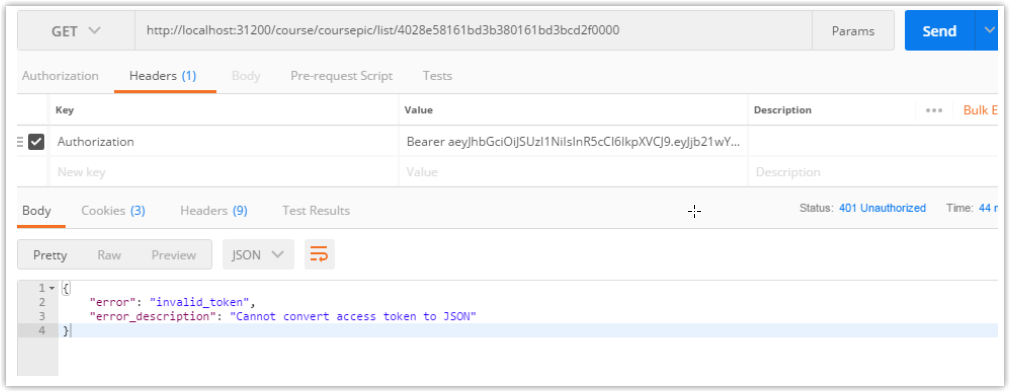 GET http://localhost:31200/course/coursepic/list/4028e58161bd3b380161bd3bcd2f0000 Params Send
Authorization Headers (1) Body Pre-request Script Tests
Key Value Description ••• Bulk E
Authorization Bearer aeyJhbGciOiJSUzI1NiIsInR5cCI6IkpXVCJ9.eyJjb21wY...
New key Value Description
Body Cookies (3) Headers (9) Test Results Status: 401 Unauthorized Time: 44 m
Pretty Raw Preview JSON
1 {
2 "error": "invalid_token",
3 "error_description": "Cannot convert access token to JSON"
4 }